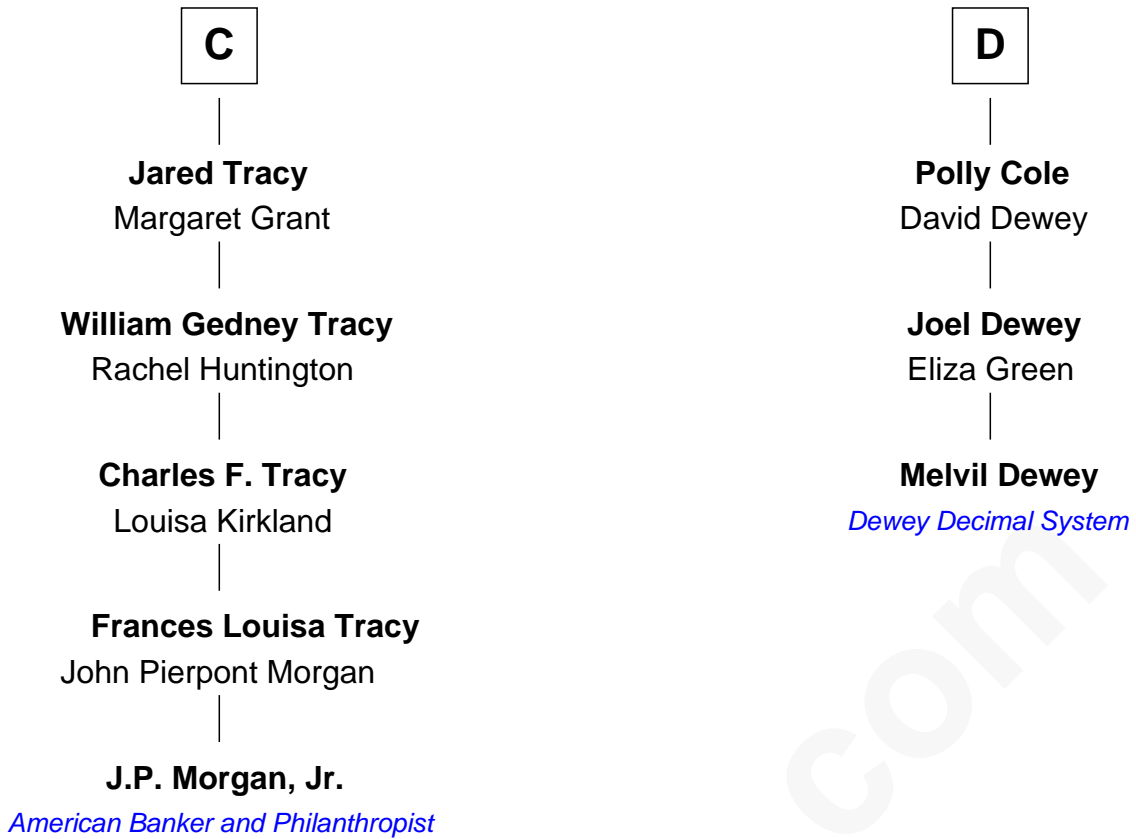 C
Jared Tracy
Margaret Grant
William Gedney Tracy
Rachel Huntington
Charles F. Tracy
Louisa Kirkland
Frances Louisa Tracy
John Pierpont Morgan
J.P. Morgan, Jr.
American Banker and Philanthropist
D
Polly Cole
David Dewey
Joel Dewey
Eliza Green
Melvil Dewey
Dewey Decimal System
com